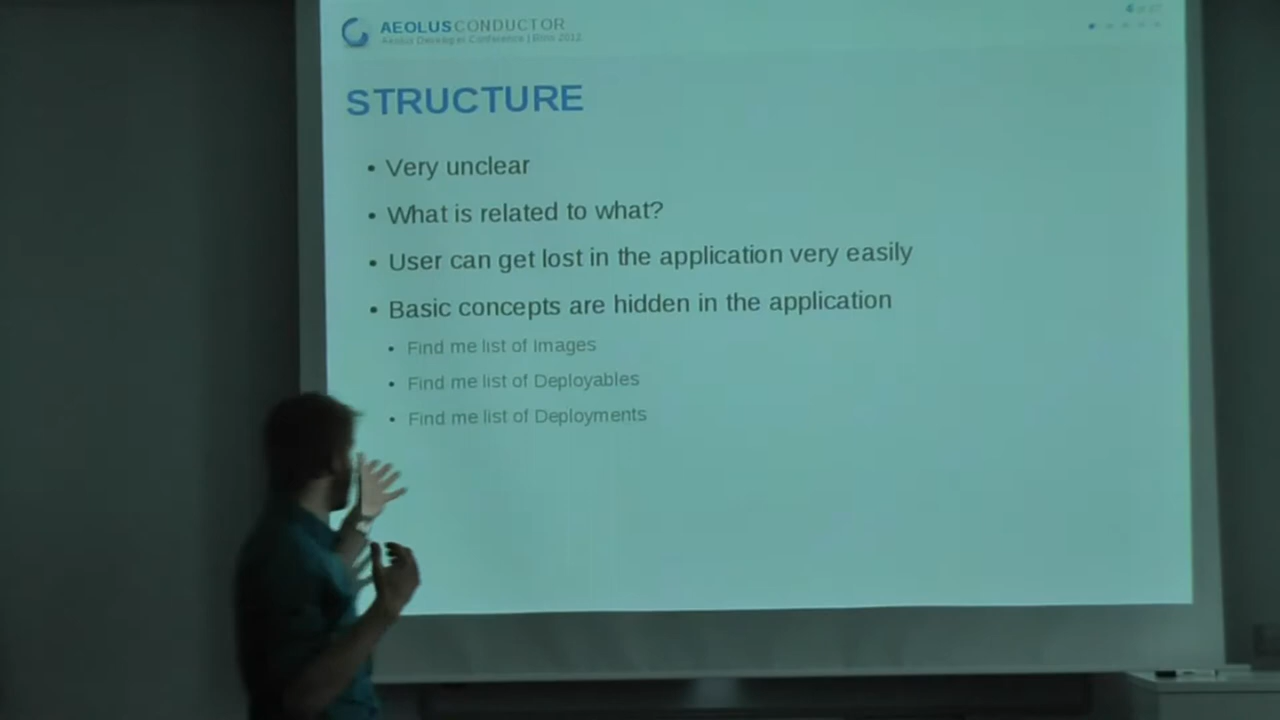 AEOLUSCONDUCTOR
Aeolus Developer Conference | Brno 2012
STRUCTURE
• Very unclear
• What is related to what?
• User can get lost in the application very easily
• Basic concepts are hidden in the application
• Find me list of Images
• Find me list of Deployables
• Find me list of Deployments